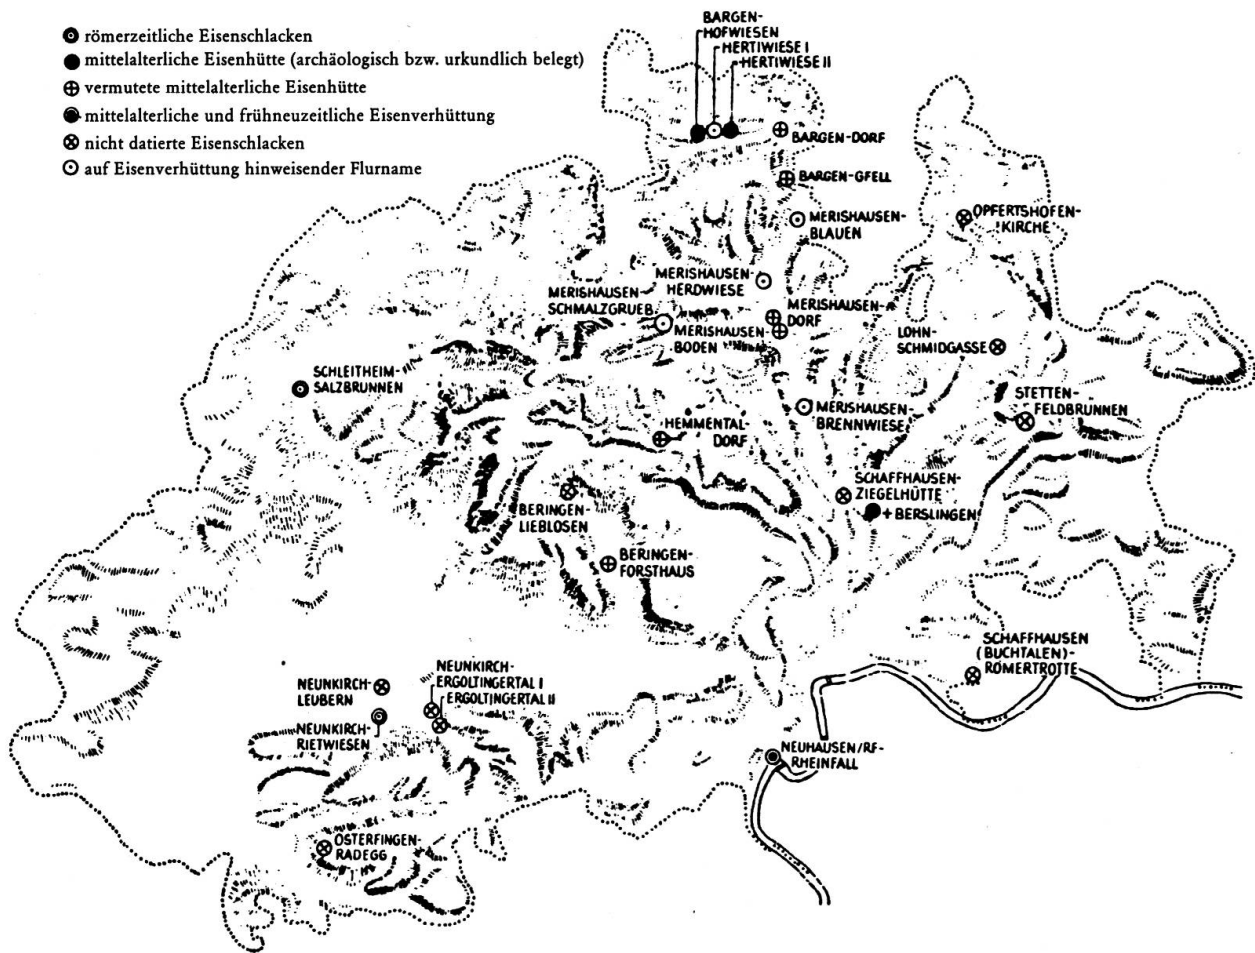 römerzeitliche Eisenschlacken
mittelalterliche Eisenhütte (archäologisch bzw. urkundlich belegt)
vermutete mittelalterliche Eisenhütte
mittelalterliche und frühneuzeitliche Eisenverhüttung
nicht datierte Eisenschlacken
auf Eisenverhüttung hinweisender Flurname
BARGEN-
HOFWIESEN
HERTIWIESE I
HERTIWIESE II
BARGEN-DORF
BARGEN-GFELL
MERISHAUSEN-
BLAUEN
OPFERTSHOFEN-
KIRCHE
MERISHAUSEN-
HERDWIESE
MERISHAUSEN-
SCHMALZGRUEB
MERISHAUSEN-
DORF
MERISHAUSEN-
BODEN
LOHN-
SCHMIDGASSE
SCHLEITHEIM-
SALZBRUNNEN
STETTEN-
FELDBRUNNEN
MERISHAUSEN-
BRENNWIESE
HEMMENTAL-
DORF
SCHAFFHAUSEN-
ZIEGELHÜTTE
+ BERSLINGEN
BERINGEN-
LIEBLOSEN
BERINGEN-
FORSTHAUS
SCHAFFHAUSEN
(BUCHTALEN)-
RÖMERTROTTE
NEUNKIRCH-
LEUBERN
NEUNKIRCH-
ERGOLTINGERTAL I
ERGOLTINGERTAL II
NEUNKIRCH-
RIETWIESEN
NEUHAUSEN/RF-
RHEINFALL
OSTERFINGEN-
RADEGG